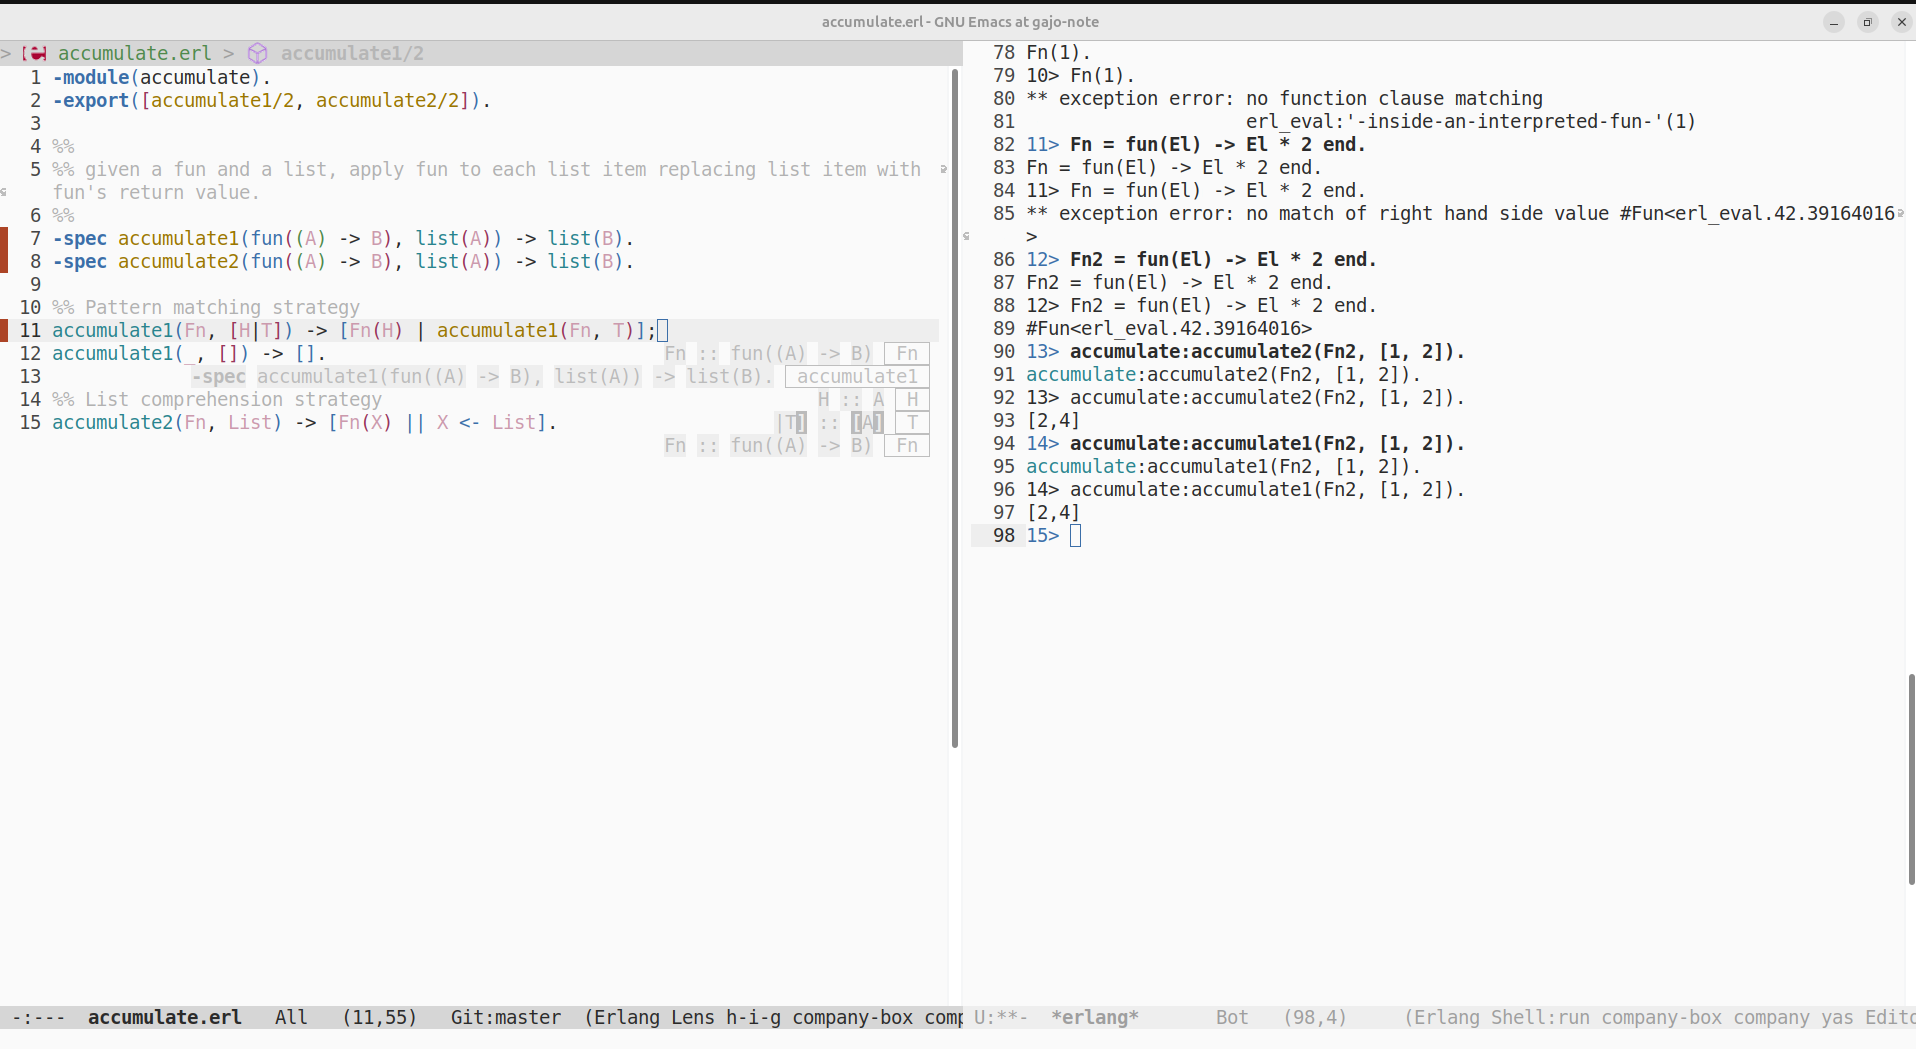 accumulate.erl - GNU Emacs at gajo-note
> accumulate.erl > accumulate1/2
1 -module(accumulate).
2 -export([accumulate1/2, accumulate2/2]).
3
4 %%
5 %% given a fun and a list, apply fun to each list item replacing list item with
fun's return value.
6 %%
7 -spec accumulate1(fun((A) -> B), list(A)) -> list(B).
8 -spec accumulate2(fun((A) -> B), list(A)) -> list(B).
9
10 %% Pattern matching strategy
11 accumulate1(Fn, [H|T]) -> [Fn(H) | accumulate1(Fn, T)];
12 accumulate1(_, []) -> []. Fn :: fun((A) -> B) Fn
13 -spec accumulate1(fun((A) -> B), list(A)) -> list(B). accumulate1
14 %% List comprehension strategy H :: A H
15 accumulate2(Fn, List) -> [Fn(X) || X <- List]. |T] :: [A] T
Fn :: fun((A) -> B) Fn
-:--- accumulate.erl All (11,55) Git:master (Erlang Lens h-i-g company-box comp
78 Fn(1).
79 10> Fn(1).
80 ** exception error: no function clause matching
81 erl_eval:'-inside-an-interpreted-fun-'(1)
82 11> Fn = fun(El) -> El * 2 end.
83 Fn = fun(El) -> El * 2 end.
84 11> Fn = fun(El) -> El * 2 end.
85 ** exception error: no match of right hand side value #Fun<erl_eval.42.39164016
>
86 12> Fn2 = fun(El) -> El * 2 end.
87 Fn2 = fun(El) -> El * 2 end.
88 12> Fn2 = fun(El) -> El * 2 end.
89 #Fun<erl_eval.42.39164016>
90 13> accumulate:accumulate2(Fn2, [1, 2]).
91 accumulate:accumulate2(Fn2, [1, 2]).
92 13> accumulate:accumulate2(Fn2, [1, 2]).
93 [2,4]
94 14> accumulate:accumulate1(Fn2, [1, 2]).
95 accumulate:accumulate1(Fn2, [1, 2]).
96 14> accumulate:accumulate1(Fn2, [1, 2]).
97 [2,4]
98 15>
U:**- *erlang* Bot (98,4) (Erlang Shell:run company-box company yas Edito